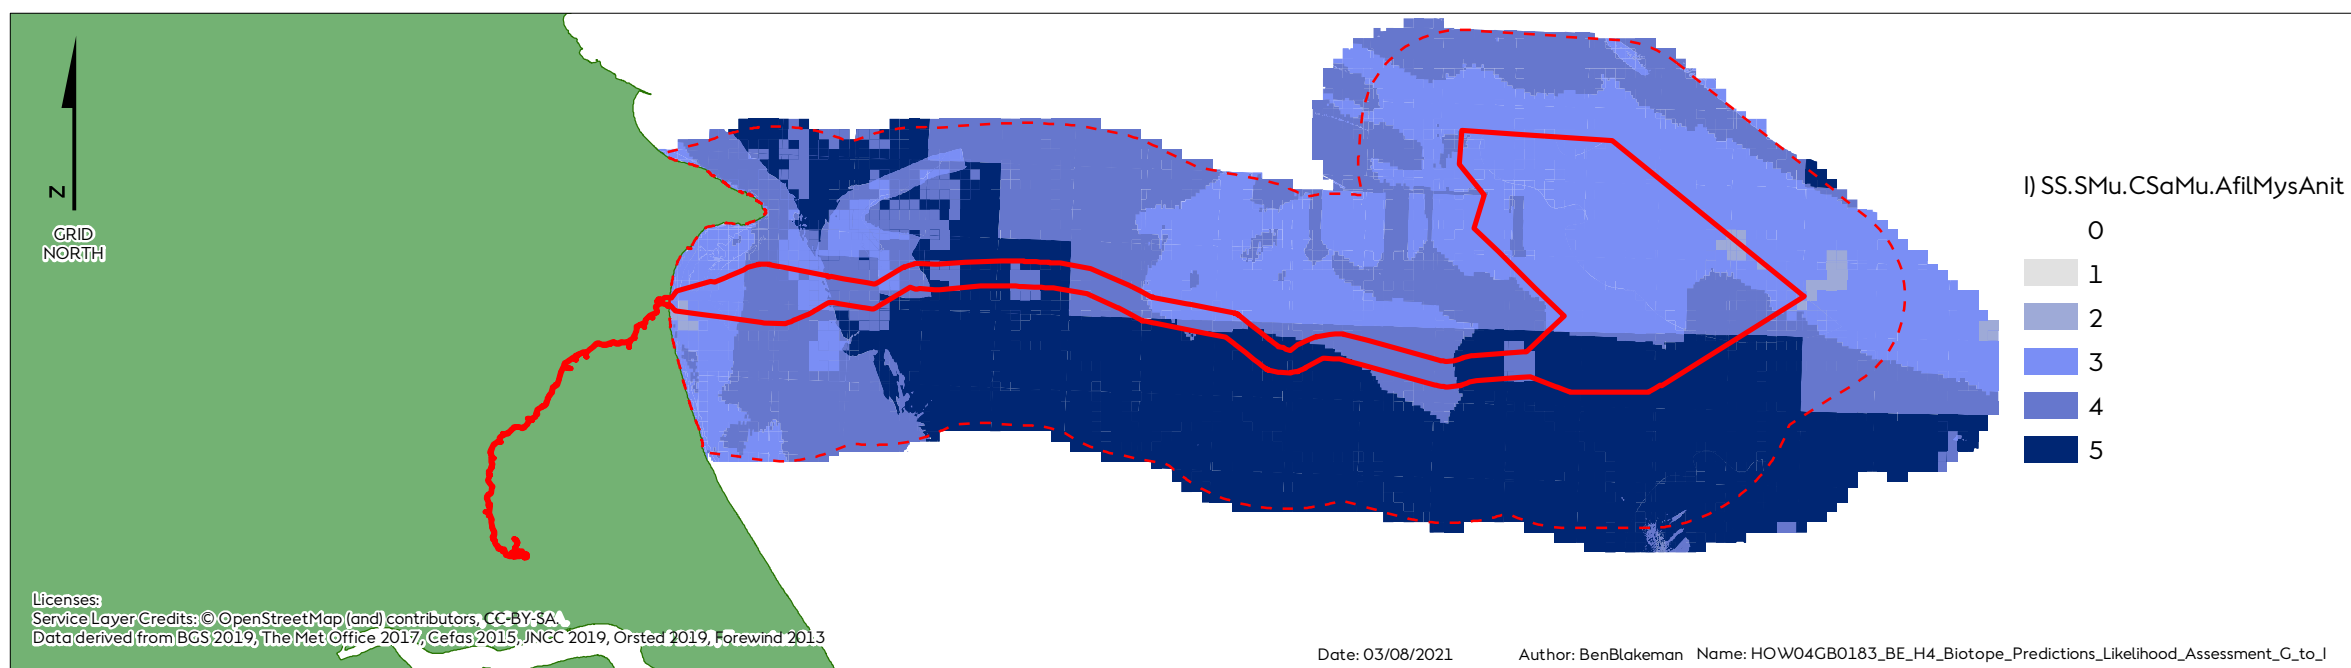 Z
GRID
NORTH
I) SS.SMu.CSaMu.AfilMysAnit
0
1
2
3
4
5
Licenses:
Service Layer Credits: © OpenStreetMap (and) contributors, CC-BY-SA.
Data derived from BGS 2019, The Met Office 2017, Cefas 2015, JNCC 2019, Orsted 2019, Forewind 2013
Date: 03/08/2021 Author: BenBlakeman Name: HOW04GB0183_BE_H4_Biotope_Predictions_Likelihood_Assessment_G_to_I